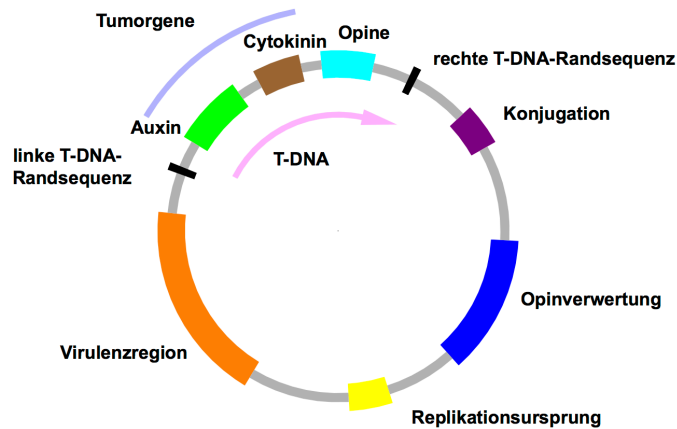 Tumorgene
Cytokinin
Opine
rechte T-DNA-Randsequenz
Konjugation
Auxin
linke T-DNA-
Randsequenz
T-DNA
Opinverwertung
Virulenzregion
Replikationsursprung